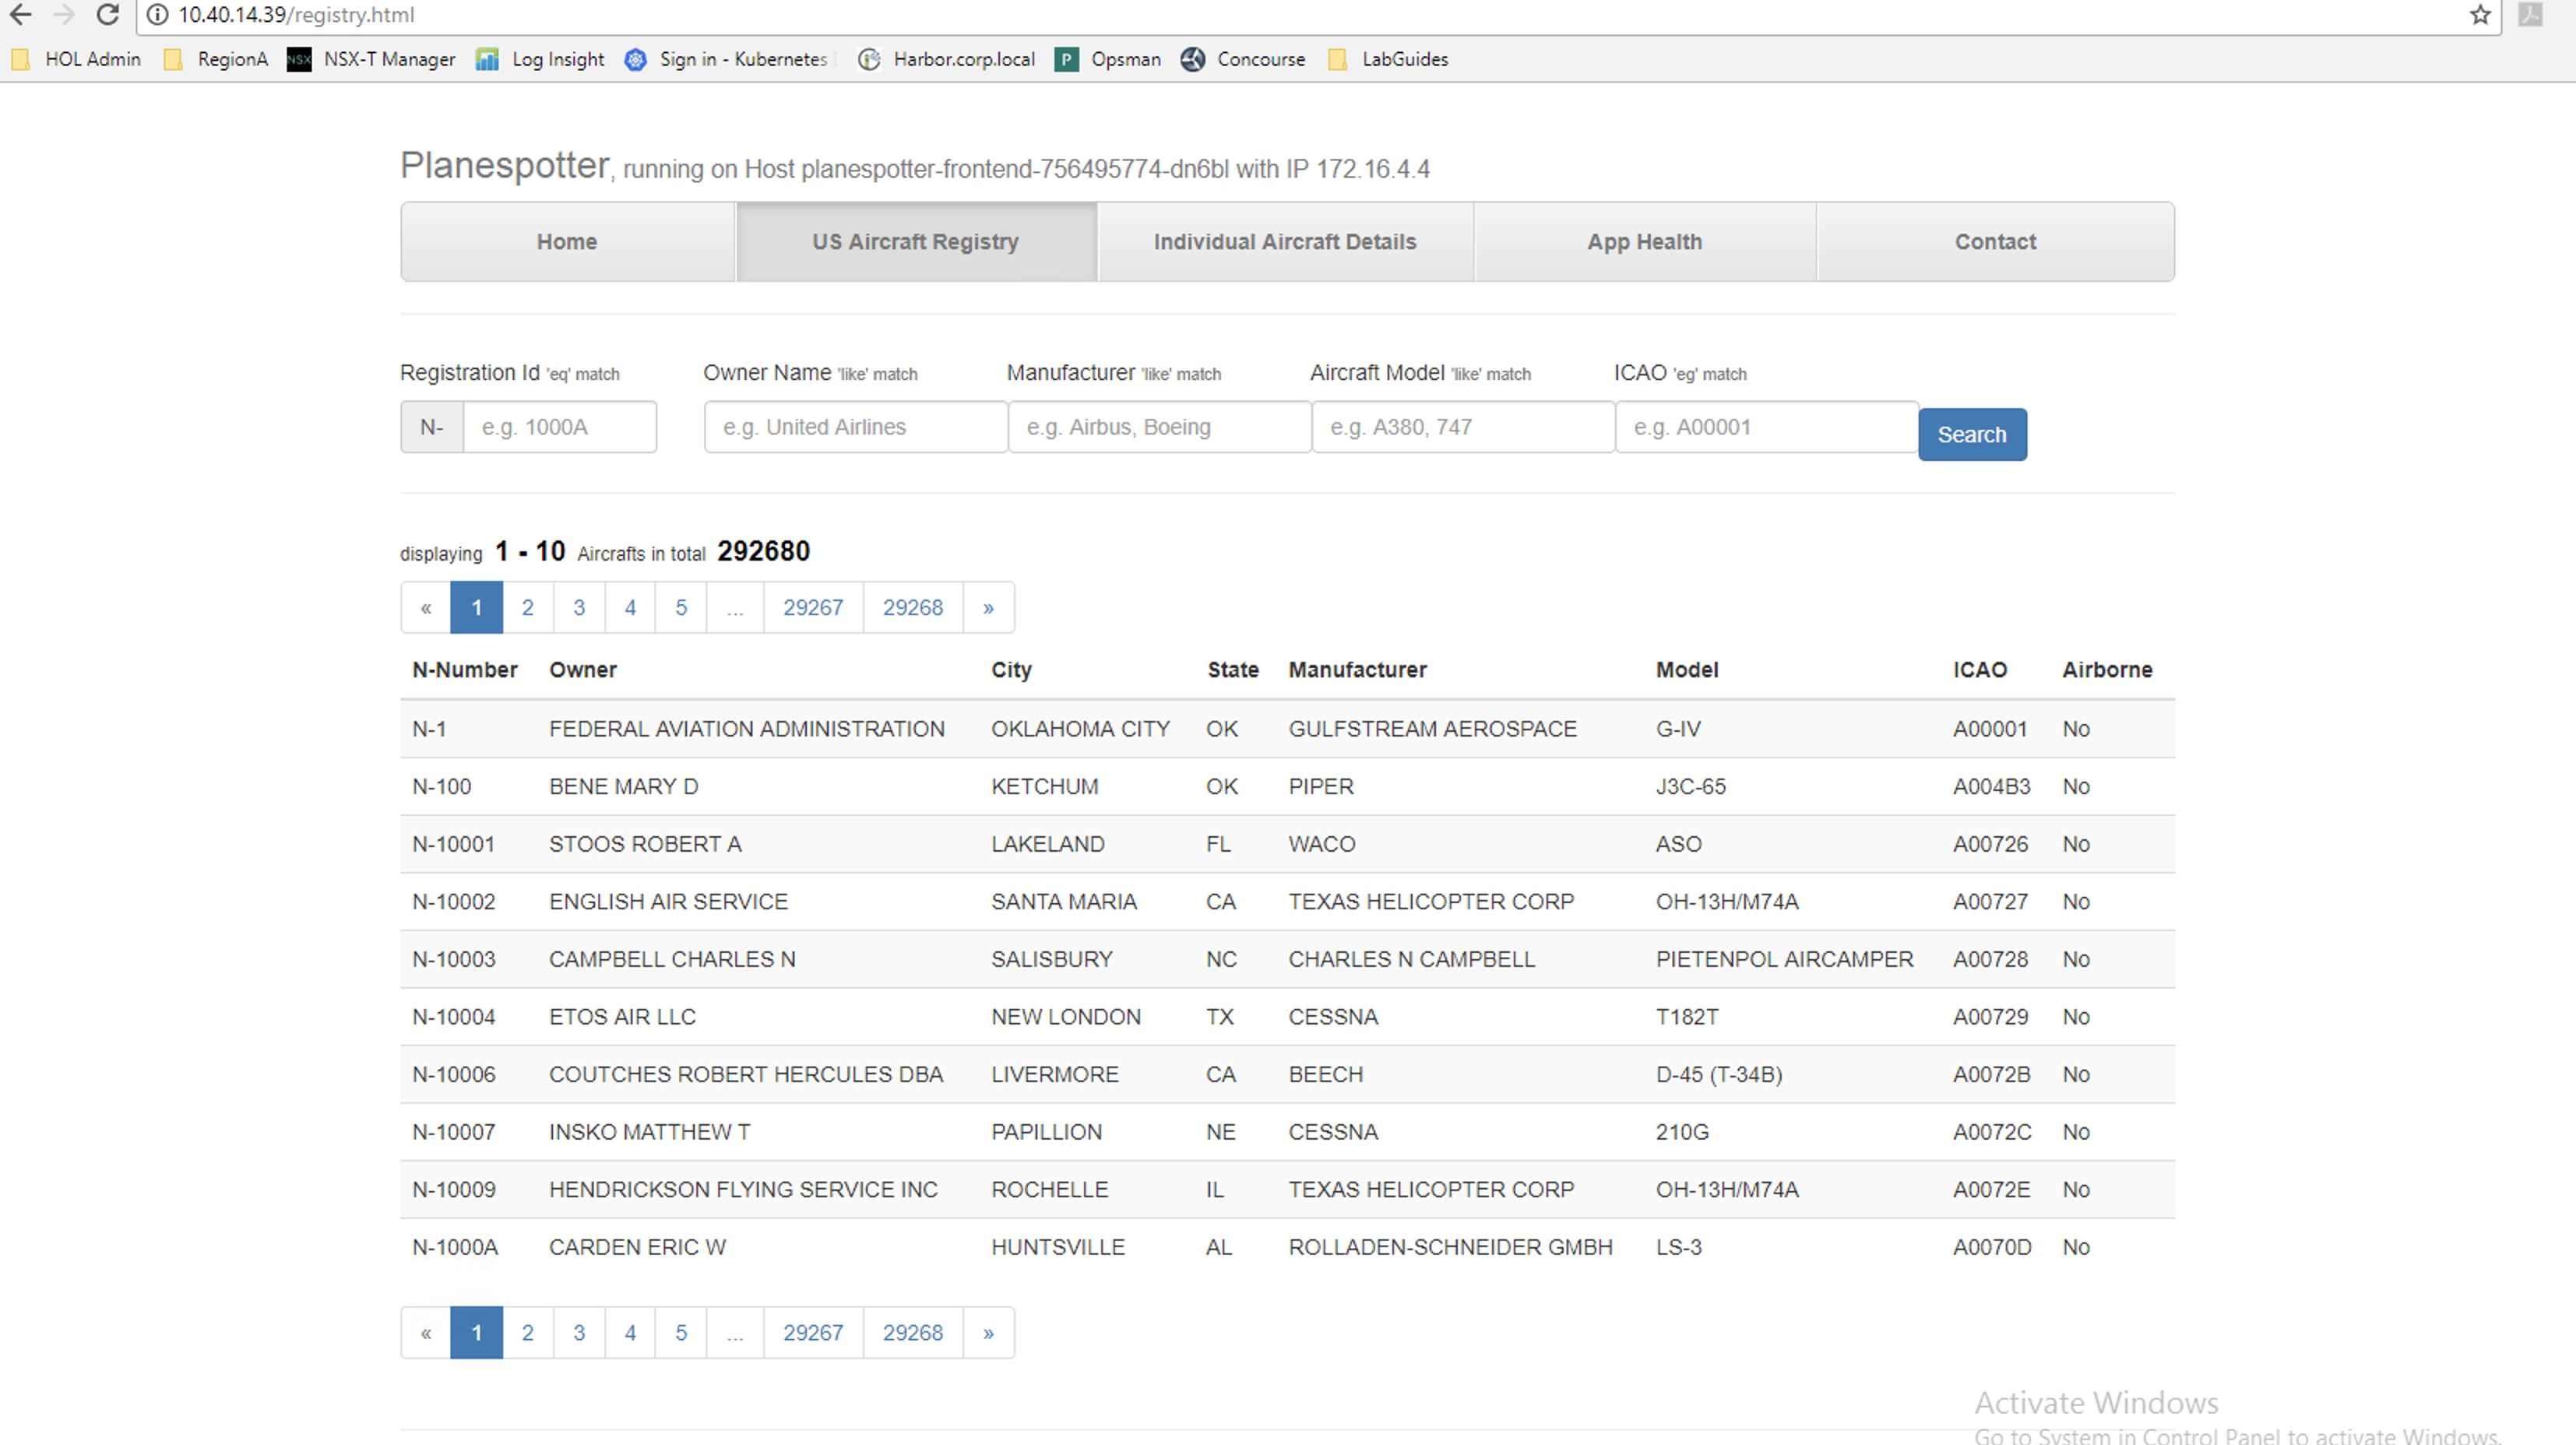 10.40.14.39/registry.html
HOL Admin RegionA NSX NSX-T Manager Log Insight Sign in - Kubernetes Harbor.corp.local P Opsman Concourse LabGuides
Planespotter, running on Host planespotter-frontend-756495774-dn6bl with IP 172.16.4.4
Home US Aircraft Registry Individual Aircraft Details App Health Contact
Registration Id 'eq' match Owner Name 'like' match Manufacturer 'like' match Aircraft Model 'like' match ICAO 'eg' match
N- e.g. 1000A e.g. United Airlines e.g. Airbus, Boeing e.g. A380, 747 e.g. A00001 Search
displaying 1 - 10 Aircrafts in total 292680
« 1 2 3 4 5 ... 29267 29268 »
N-Number Owner City State Manufacturer Model ICAO Airborne
N-1 FEDERAL AVIATION ADMINISTRATION OKLAHOMA CITY OK GULFSTREAM AEROSPACE G-IV A00001 No
N-100 BENE MARY D KETCHUM OK PIPER J3C-65 A004B3 No
N-10001 STOOS ROBERT A LAKELAND FL WACO ASO A00726 No
N-10002 ENGLISH AIR SERVICE SANTA MARIA CA TEXAS HELICOPTER CORP OH-13H/M74A A00727 No
N-10003 CAMPBELL CHARLES N SALISBURY NC CHARLES N CAMPBELL PIETENPOL AIRCAMPER A00728 No
N-10004 ETOS AIR LLC NEW LONDON TX CESSNA T182T A00729 No
N-10006 COUTCHES ROBERT HERCULES DBA LIVERMORE CA BEECH D-45 (T-34B) A0072B No
N-10007 INSKO MATTHEW T PAPILLION NE CESSNA 210G A0072C No
N-10009 HENDRICKSON FLYING SERVICE INC ROCHELLE IL TEXAS HELICOPTER CORP OH-13H/M74A A0072E No
N-1000A CARDEN ERIC W HUNTSVILLE AL ROLLADEN-SCHNEIDER GMBH LS-3 A0070D No
« 1 2 3 4 5 ... 29267 29268 »
Activate Windows
Go to System in Control Panel to activate Windows.